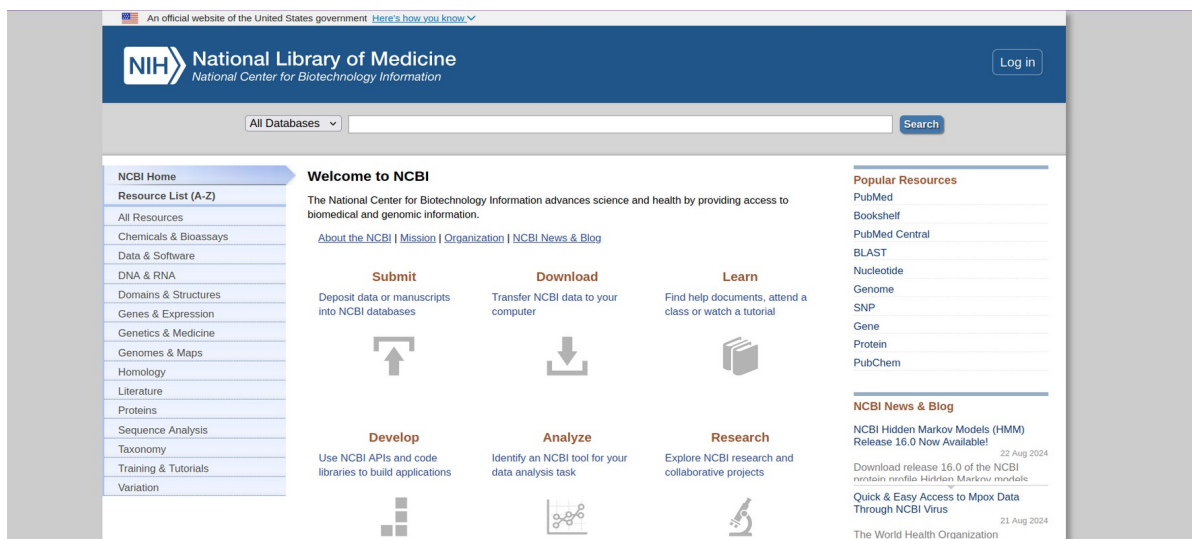 An official website of the United States government Here's how you know
NIH National Library of Medicine
National Center for Biotechnology Information
Log in
All Databases
Search
NCBI Home
Resource List (A-Z)
All Resources
Chemicals & Bioassays
Data & Software
DNA & RNA
Domains & Structures
Genes & Expression
Genetics & Medicine
Genomes & Maps
Homology
Literature
Proteins
Sequence Analysis
Taxonomy
Training & Tutorials
Variation
Welcome to NCBI
The National Center for Biotechnology Information advances science and health by providing access to
biomedical and genomic information.
About the NCBI | Mission | Organization | NCBI News & Blog
Submit
Deposit data or manuscripts
into NCBI databases
Download
Transfer NCBI data to your
computer
Learn
Find help documents, attend a
class or watch a tutorial
Develop
Use NCBI APIs and code
libraries to build applications
Analyze
Identify an NCBI tool for your
data analysis task
Research
Explore NCBI research and
collaborative projects
Popular Resources
PubMed
Bookshelf
PubMed Central
BLAST
Nucleotide
Genome
SNP
Gene
Protein
PubChem
NCBI News & Blog
NCBI Hidden Markov Models (HMM)
Release 16.0 Now Available!
22 Aug 2024
Download release 16.0 of the NCBI
protein profile Hidden Markov models
Quick & Easy Access to Mpox Data
Through NCBI Virus
21 Aug 2024
The World Health Organization